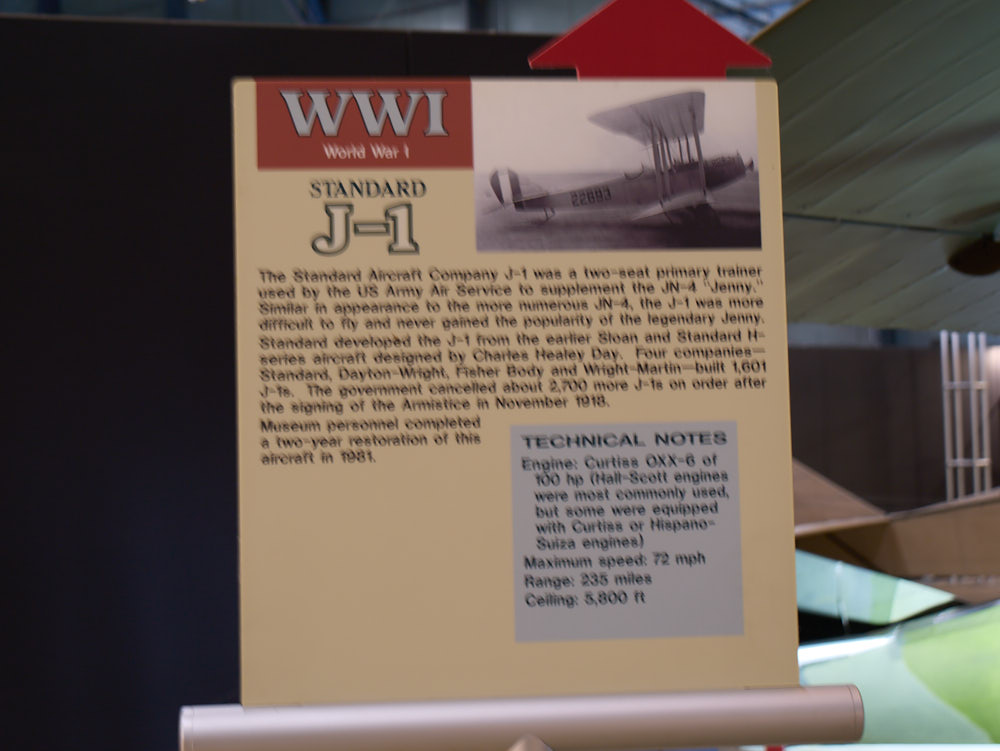 WWI
World War I
STANDARD
J-1
22693
The Standard Aircraft Company J-1 was a two-seat primary trainer
used by the US Army Air Service to supplement the JN-4 "Jenny."
Similar in appearance to the more numerous JN-4, the J-1 was more
difficult to fly and never gained the popularity of the legendary Jenny.
Standard developed the J-1 from the earlier Sloan and Standard H-
series aircraft designed by Charles Healey Day. Four companies—
Standard, Dayton-Wright, Fisher Body and Wright-Martin—built 1,601
J-1s. The government cancelled about 2,700 more J-1s on order after
the signing of the Armistice in November 1918.
Museum personnel completed
a two-year restoration of this
aircraft in 1981.
TECHNICAL NOTES
Engine: Curtiss OXX-6 of
100 hp (Hall-Scott engines
were most commonly used,
but some were equipped
with Curtiss or Hispano-
Suiza engines)
Maximum speed: 72 mph
Range: 235 miles
Ceiling: 5,800 ft